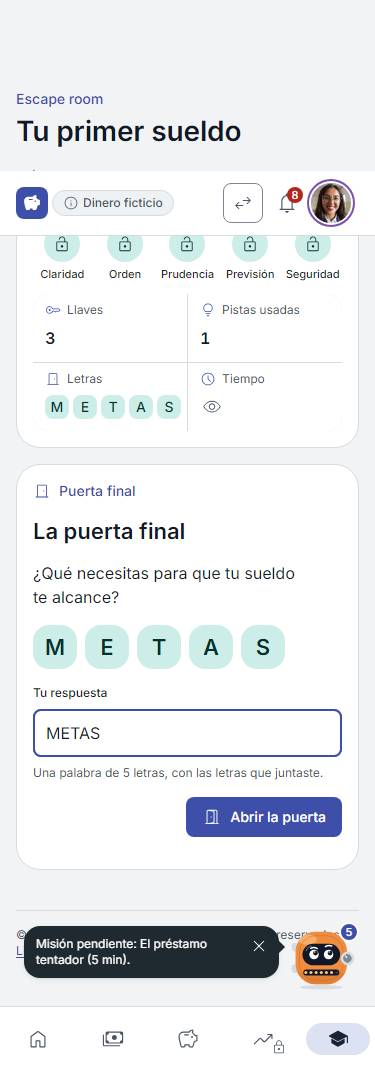 Escape room
Tu primer sueldo
Dinero ficticio
8
Claridad
Orden
Prudencia
Previsión
Seguridad
Llaves
3
Pistas usadas
1
Letras
M E T A S
Tiempo
Puerta final
La puerta final
¿Qué necesitas para que tu sueldo
te alcance?
M E T A S
Tu respuesta
METAS
Una palabra de 5 letras, con las letras que juntaste.
Abrir la puerta
©
5
Misión pendiente: El préstamo
tentador (5 min).